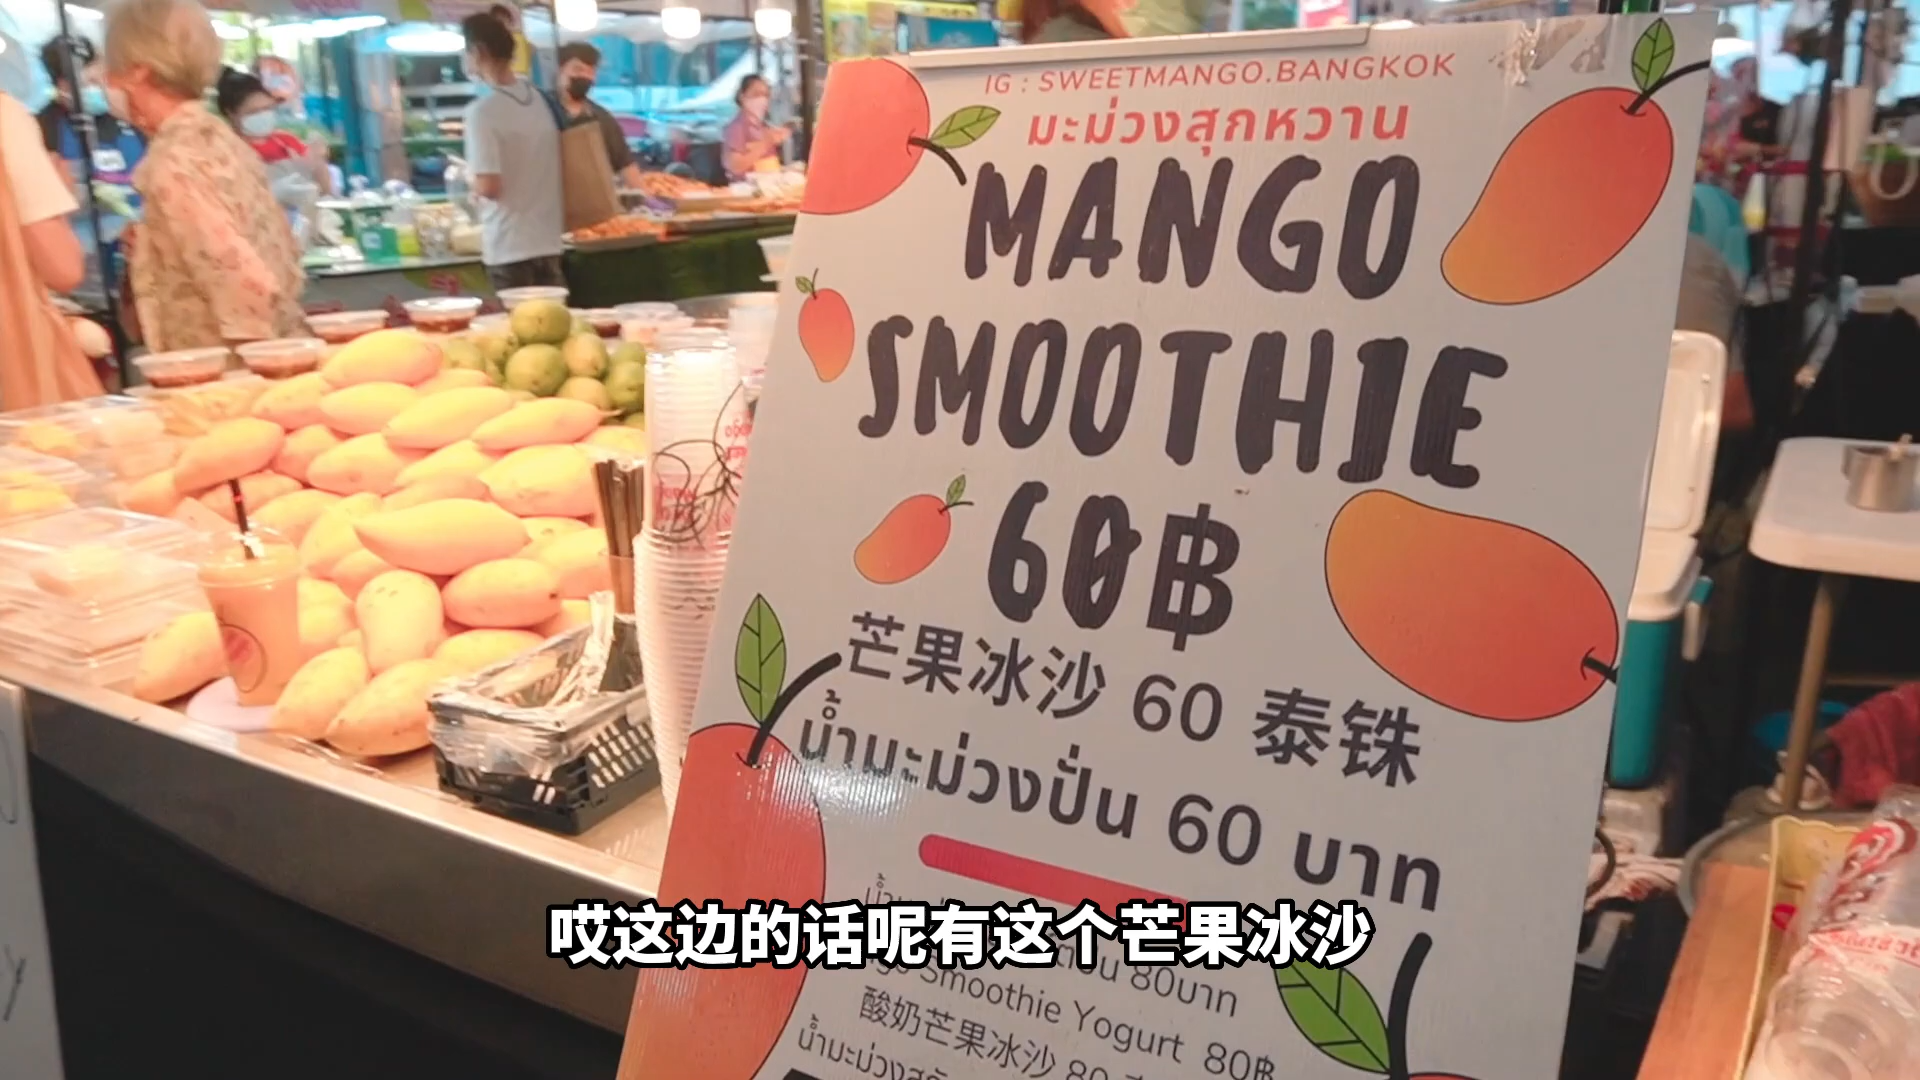 IG : SWEETMANGO.BANGKOK
มะม่วงสุกหวาน
MANGO
SMOOTHIE
60฿
芒果冰沙 60 泰铢
น้ำมะม่วงปั่น 60 บาท
80บาท
Smoothie Yogurt 80฿
酸奶芒果冰沙 80
哎这边的话呢有这个芒果冰沙